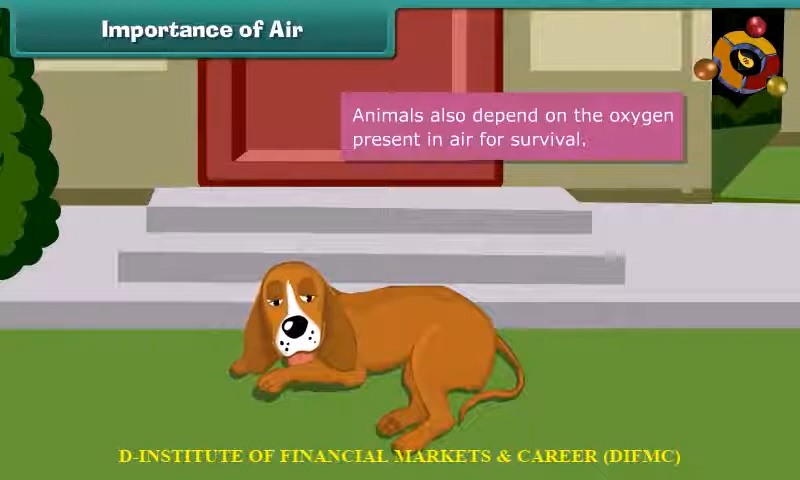 Importance of Air
Animals also depend on the oxygen
present in air for survival.
D-INSTITUTE OF FINANCIAL MARKETS & CAREER (DIFMC)